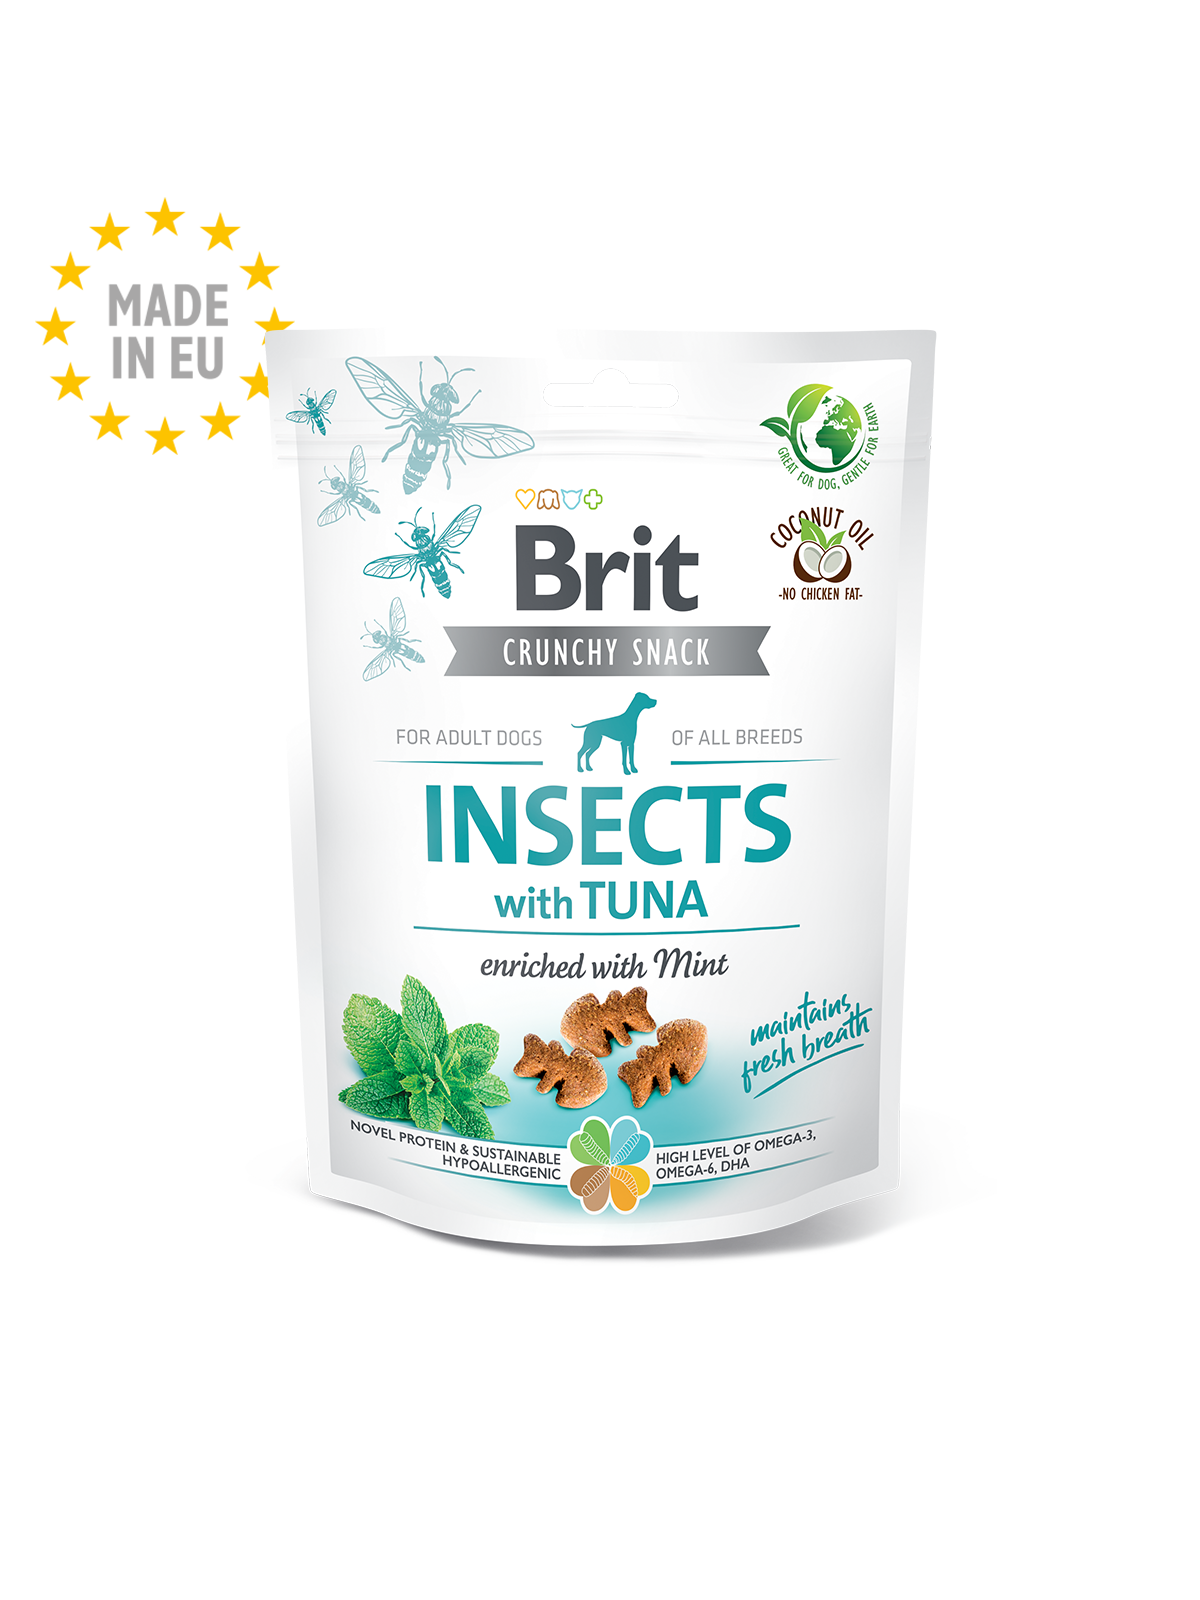 MADE
IN EU
GREAT FOR DOG, GENTLE FOR EARTH
COCONUT OIL
-NO CHICKEN FAT-
Brit
CRUNCHY SNACK
FOR ADULT DOGS
OF ALL BREEDS
INSECTS
with TUNA
enriched with Mint
maintains
fresh breath
NOVEL PROTEIN & SUSTAINABLE
HYPOALLERGENIC
HIGH LEVEL OF OMEGA-3,
OMEGA-6, DHA